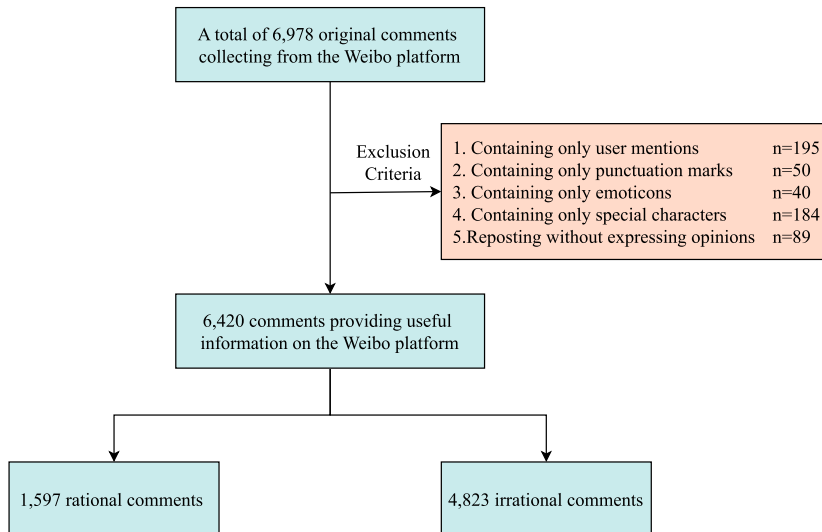 A total of 6,978 original comments
collecting from the Weibo platform
Exclusion
Criteria
1. Containing only user mentions n=195
2. Containing only punctuation marks n=50
3. Containing only emoticons n=40
4. Containing only special characters n=184
5.Reposting without expressing opinions n=89
6,420 comments providing useful
information on the Weibo platform
1,597 rational comments
4,823 irrational comments